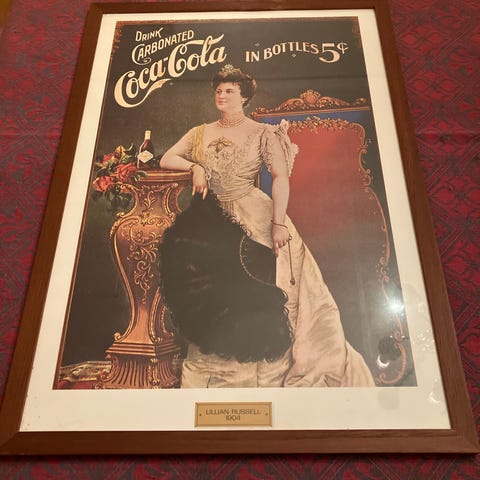 DRINK
CARBONATED
Coca-Cola
IN BOTTLES 5¢
LILLIAN RUSSELL
1904